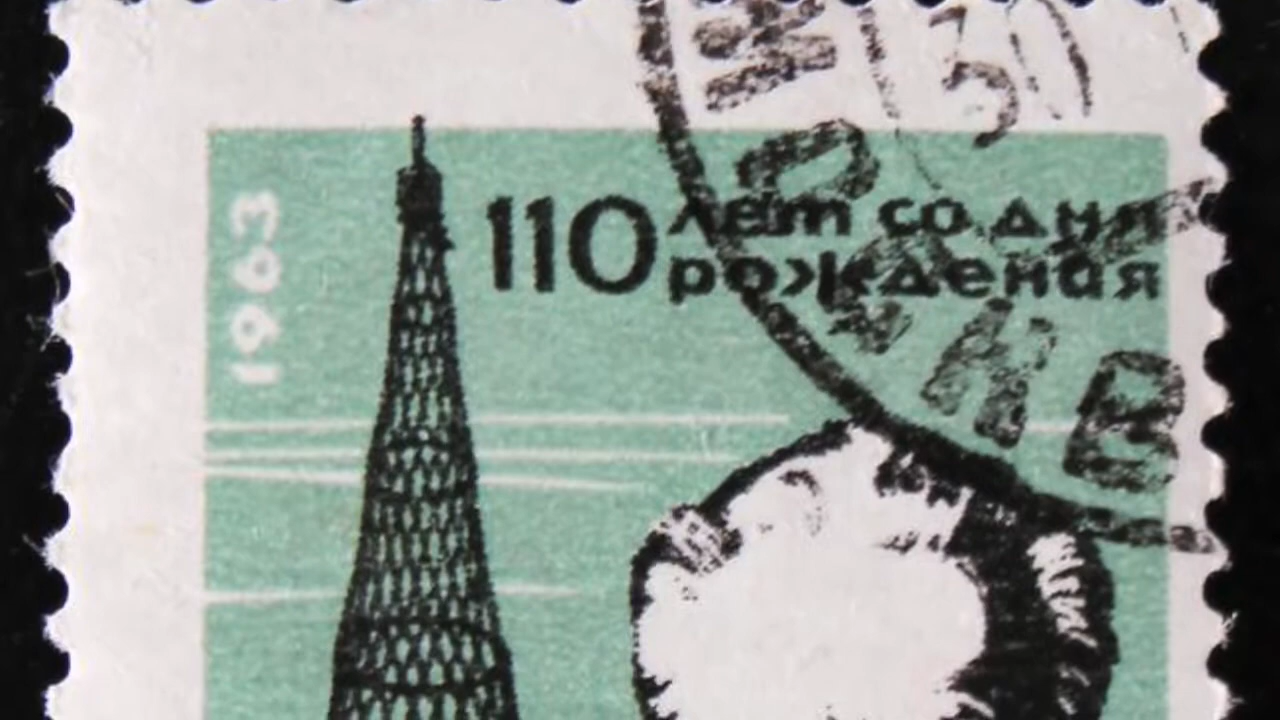 1963
110 лет со дня
рождения